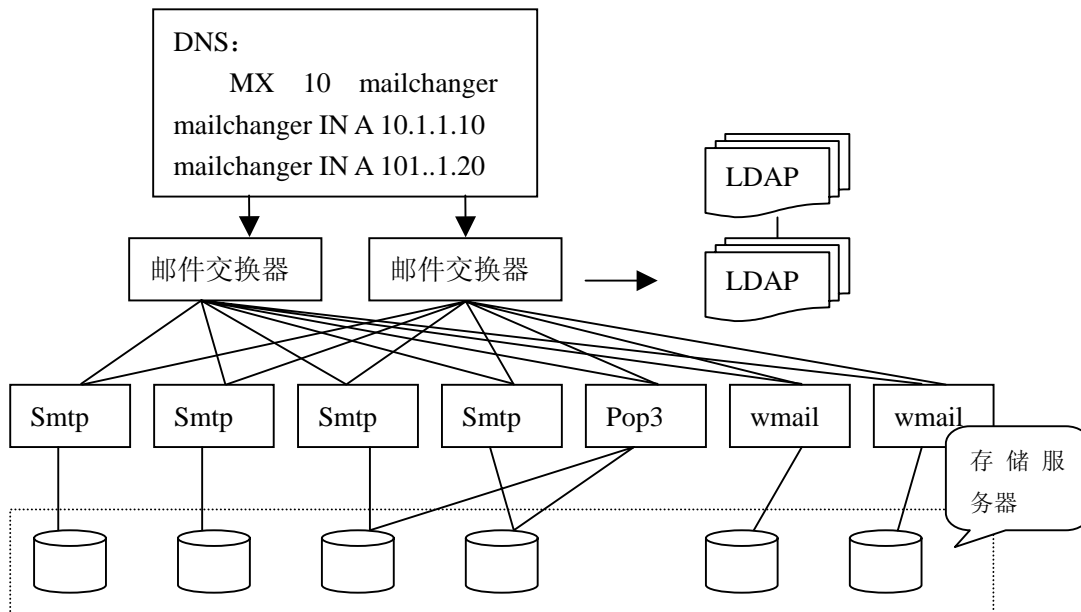 DNS：
MX 10 mailchanger
mailchanger IN A 10.1.1.10
mailchanger IN A 101..1.20
LDAP
邮件交换器
邮件交换器
LDAP
Smtp
Smtp
Smtp
Smtp
Pop3
wmail
wmail
存储服
务器